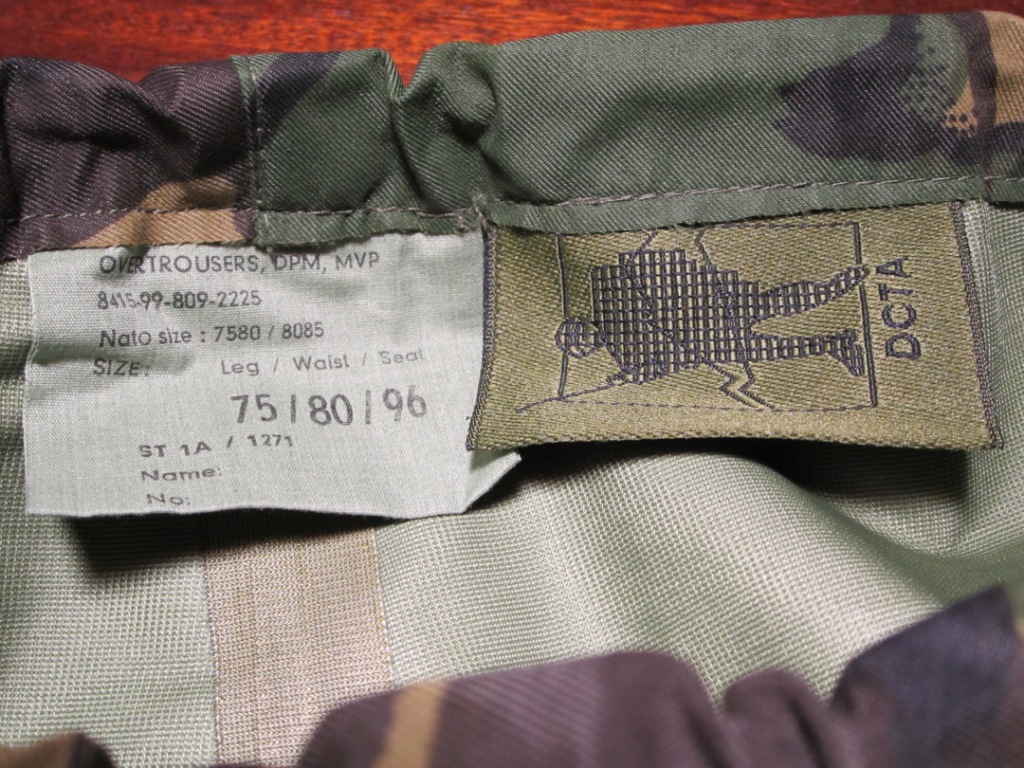 OVERTROUSERS, DPM, MVP
8415-99-809-2225
Nato size : 7580 / 8085
SIZE: Leg / Waist / Seat
75 / 80 / 96
ST 1A / 1271
Name:
No:
DCTA